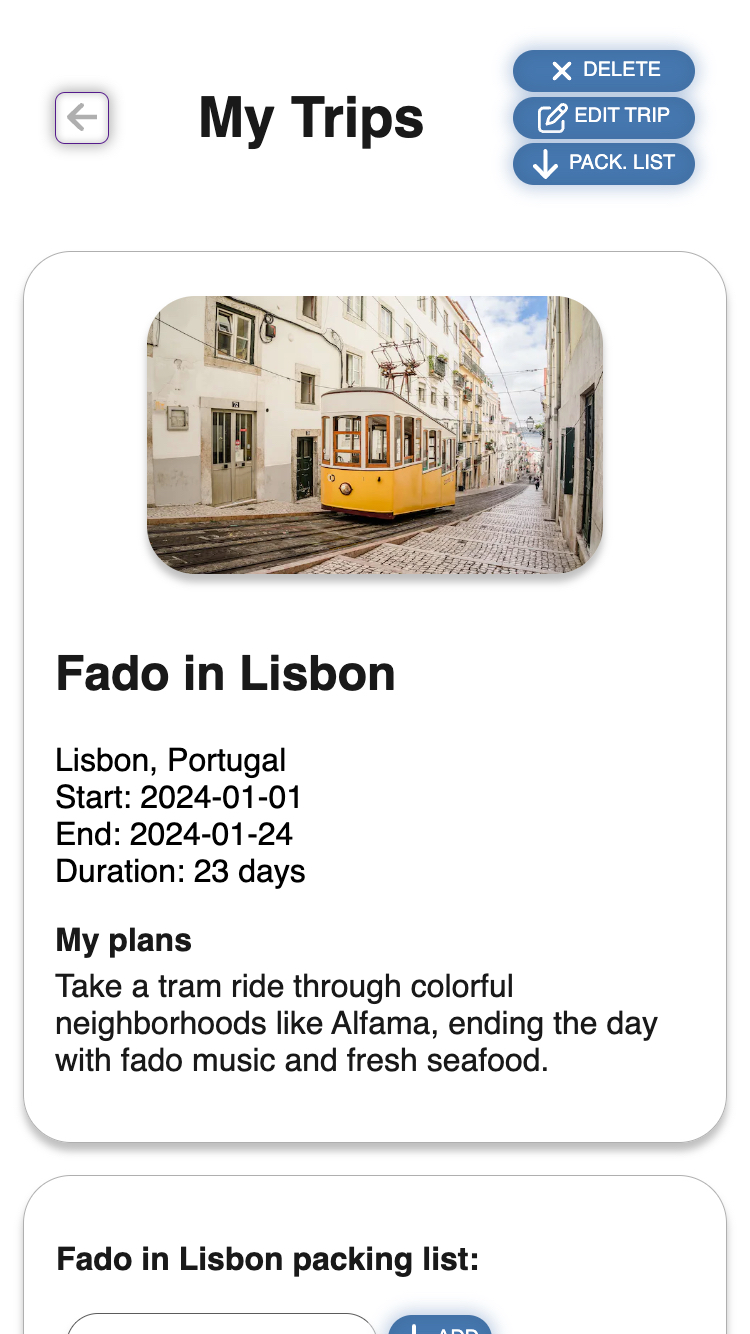 My Trips
DELETE
EDIT TRIP
PACK. LIST
Fado in Lisbon
Lisbon, Portugal
Start: 2024-01-01
End: 2024-01-24
Duration: 23 days
My plans
Take a tram ride through colorful
neighborhoods like Alfama, ending the day
with fado music and fresh seafood.
Fado in Lisbon packing list:
ADD